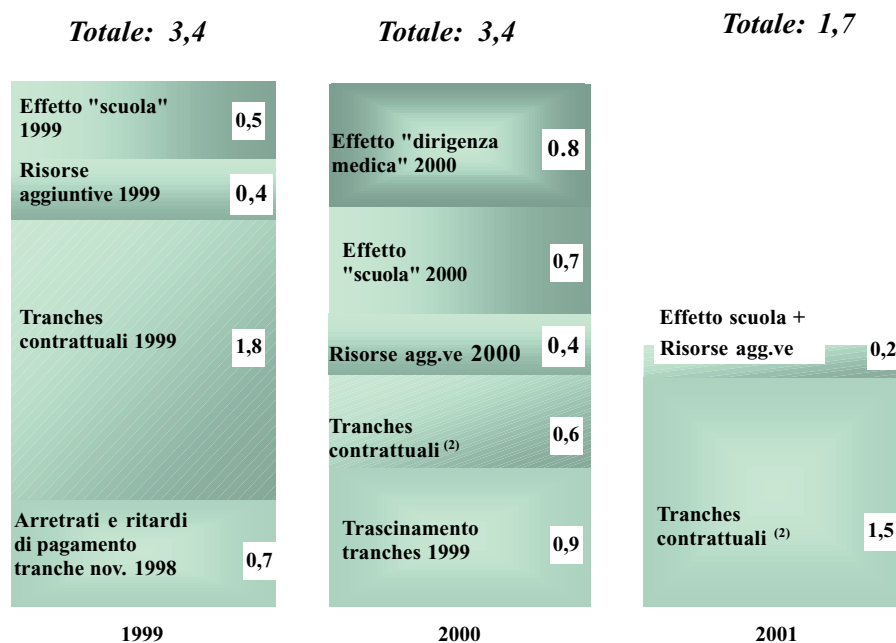 Totale: 3,4
Effetto "scuola"
1999
0,5
Risorse
aggiuntive 1999
0,4
Tranches
contrattuali 1999
1,8
Arretrati e ritardi
di pagamento
tranche nov. 1998
0,7
1999
Totale: 3,4
Effetto "dirigenza
medica" 2000
0.8
Effetto
"scuola" 2000
0,7
Risorse agg.ve 2000
0,4
Tranches
contrattuali (2)
0,6
Trascinamento
tranches 1999
0,9
2000
Totale: 1,7
Effetto scuola +
Risorse agg.ve
0,2
Tranches
contrattuali (2)
1,5
2001